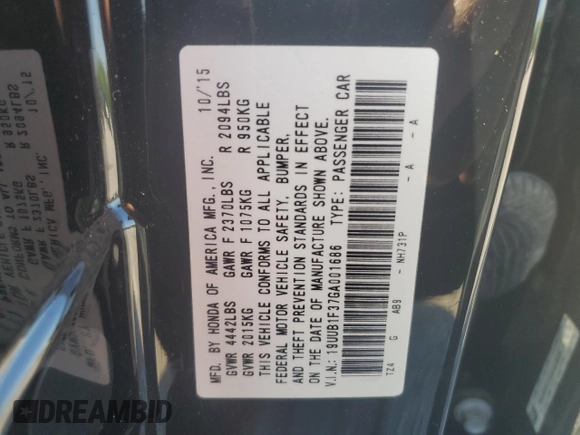 MFD. BY HONDA OF AMERICA MFG., INC. 10/'15
GVWR 4442LBS GAWR F 2370LBS R 2094LBS
GVWR 2015KG GAWR F 1075KG R 950KG
THIS VEHICLE CONFORMS TO ALL APPLICABLE
FEDERAL MOTOR VEHICLE SAFETY, BUMPER,
AND THEFT PREVENTION STANDARDS IN EFFECT
ON THE DATE OF MANUFACTURE SHOWN ABOVE.
V.I.N.: 19UUB1F37GA001686 TYPE: PASSENGER CAR
TZ4 G AB9 - NH731P - A - A
DREAMBID